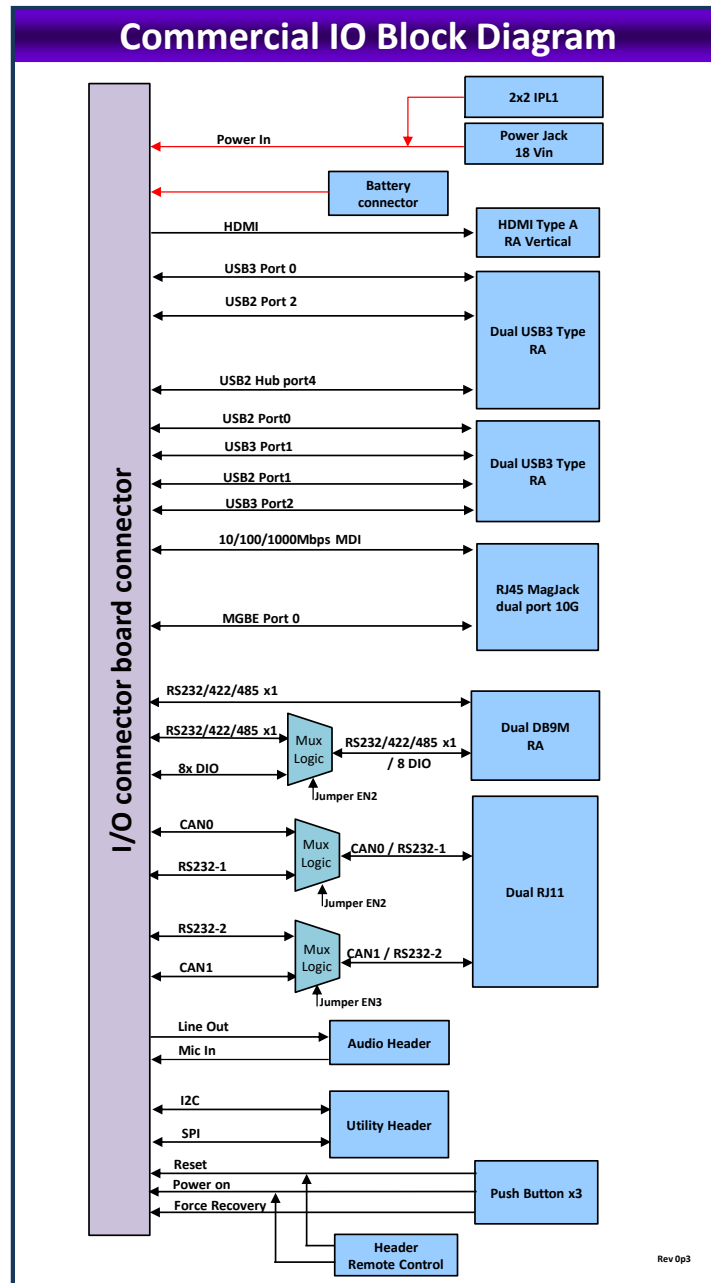 Commercial IO Block Diagram
2x2 IPL1
Power In
Power Jack
18 Vin
Battery
connector
HDMI
HDMI Type A
RA Vertical
USB3 Port 0
USB2 Port 2
Dual USB3 Type
RA
USB2 Hub port4
USB2 Port0
USB3 Port1
Dual USB3 Type
RA
USB2 Port1
USB3 Port2
10/100/1000Mbps MDI
RJ45 MagJack
dual port 10G
MGBE Port 0
I/O connector board connector
RS232/422/485 x1
Dual DB9M
RA
RS232/422/485 x1
Mux
Logic
RS232/422/485 x1
/ 8 DIO
8x DIO
Jumper EN2
CAN0
Mux
Logic
CAN0 / RS232-1
RS232-1
Jumper EN2
Dual RJ11
RS232-2
Mux
Logic
CAN1 / RS232-2
CAN1
Jumper EN3
Line Out
Mic In
Audio Header
I2C
SPI
Utility Header
Reset
Power on
Force Recovery
Push Button x3
Header
Remote Control
Rev 0p3